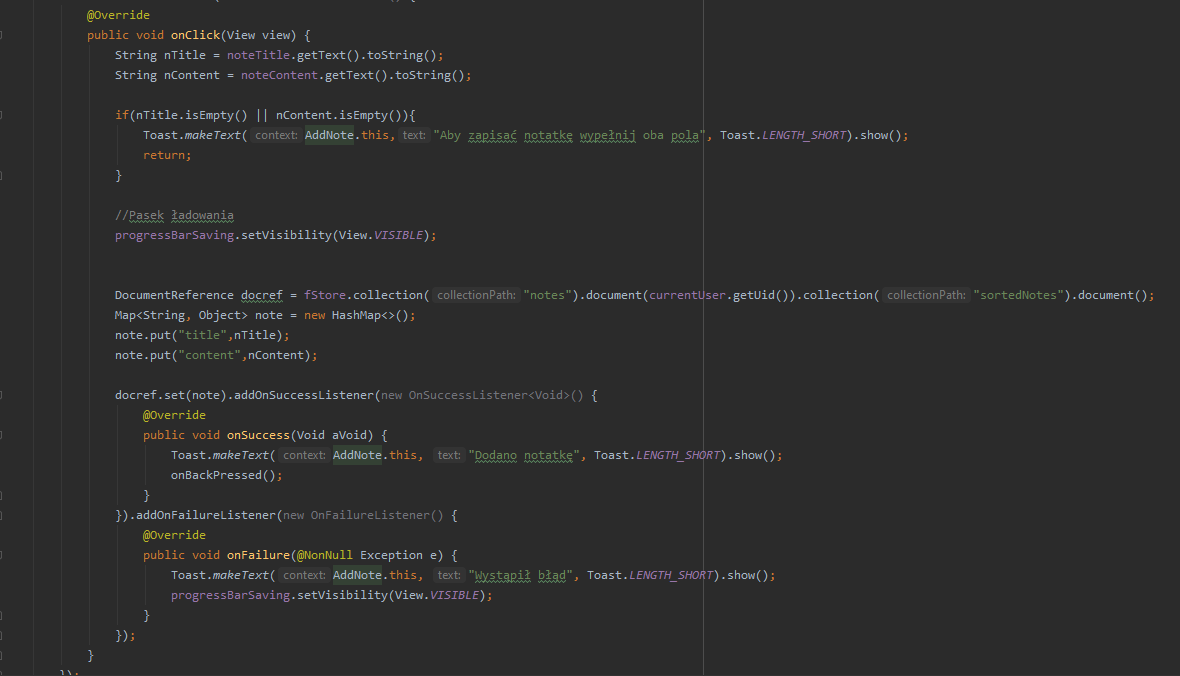 @Override
public void onClick(View view) {
String nTitle = noteTitle.getText().toString();
String nContent = noteContent.getText().toString();
if(nTitle.isEmpty() || nContent.isEmpty()){
Toast.makeText( context: AddNote.this, text: "Aby zapisać notatkę wypełnij oba pola", Toast.LENGTH_SHORT).show();
return;
}
//Pasek ładowania
progressBarSaving.setVisibility(View.VISIBLE);
DocumentReference docref = fStore.collection( collectionPath: "notes").document(currentUser.getUid()).collection( collectionPath: "sortedNotes").document();
Map<String, Object> note = new HashMap<>();
note.put("title",nTitle);
note.put("content",nContent);
docref.set(note).addOnSuccessListener(new OnSuccessListener<Void>() {
@Override
public void onSuccess(Void aVoid) {
Toast.makeText( context: AddNote.this, text: "Dodano notatkę", Toast.LENGTH_SHORT).show();
onBackPressed();
}
}).addOnFailureListener(new OnFailureListener() {
@Override
public void onFailure(@NonNull Exception e) {
Toast.makeText( context: AddNote.this, text: "Wystąpił błąd", Toast.LENGTH_SHORT).show();
progressBarSaving.setVisibility(View.VISIBLE);
}
});
}
});